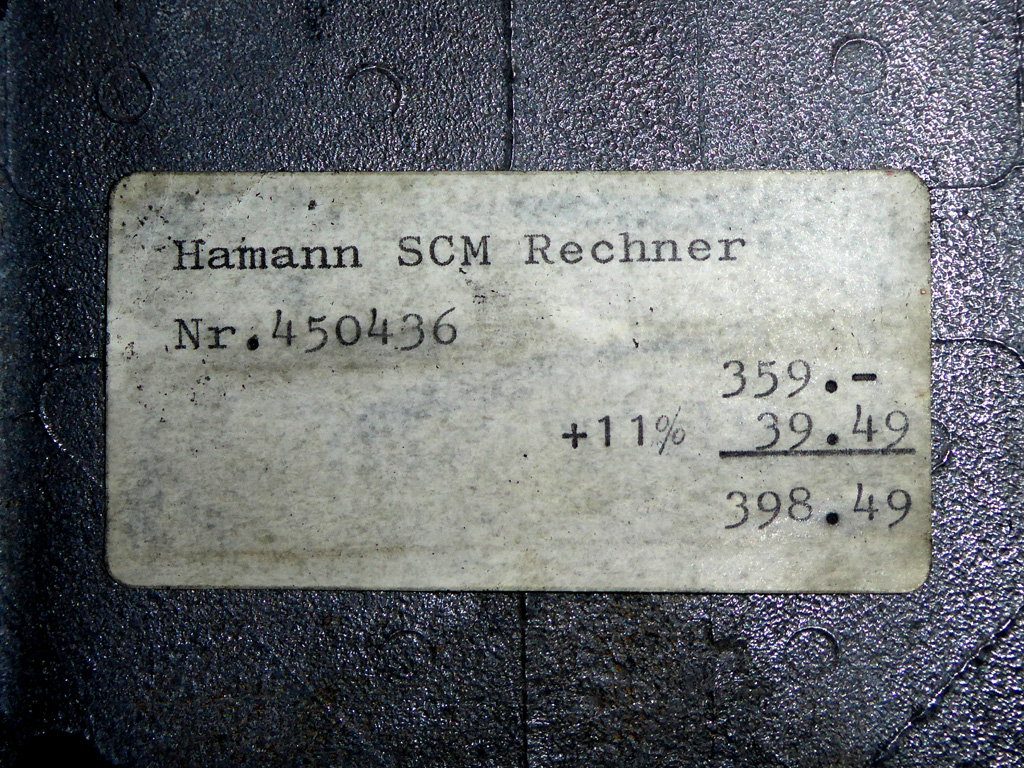 Hamann SCM Rechner
Nr.450436
359.-
+11% 39.49
398.49